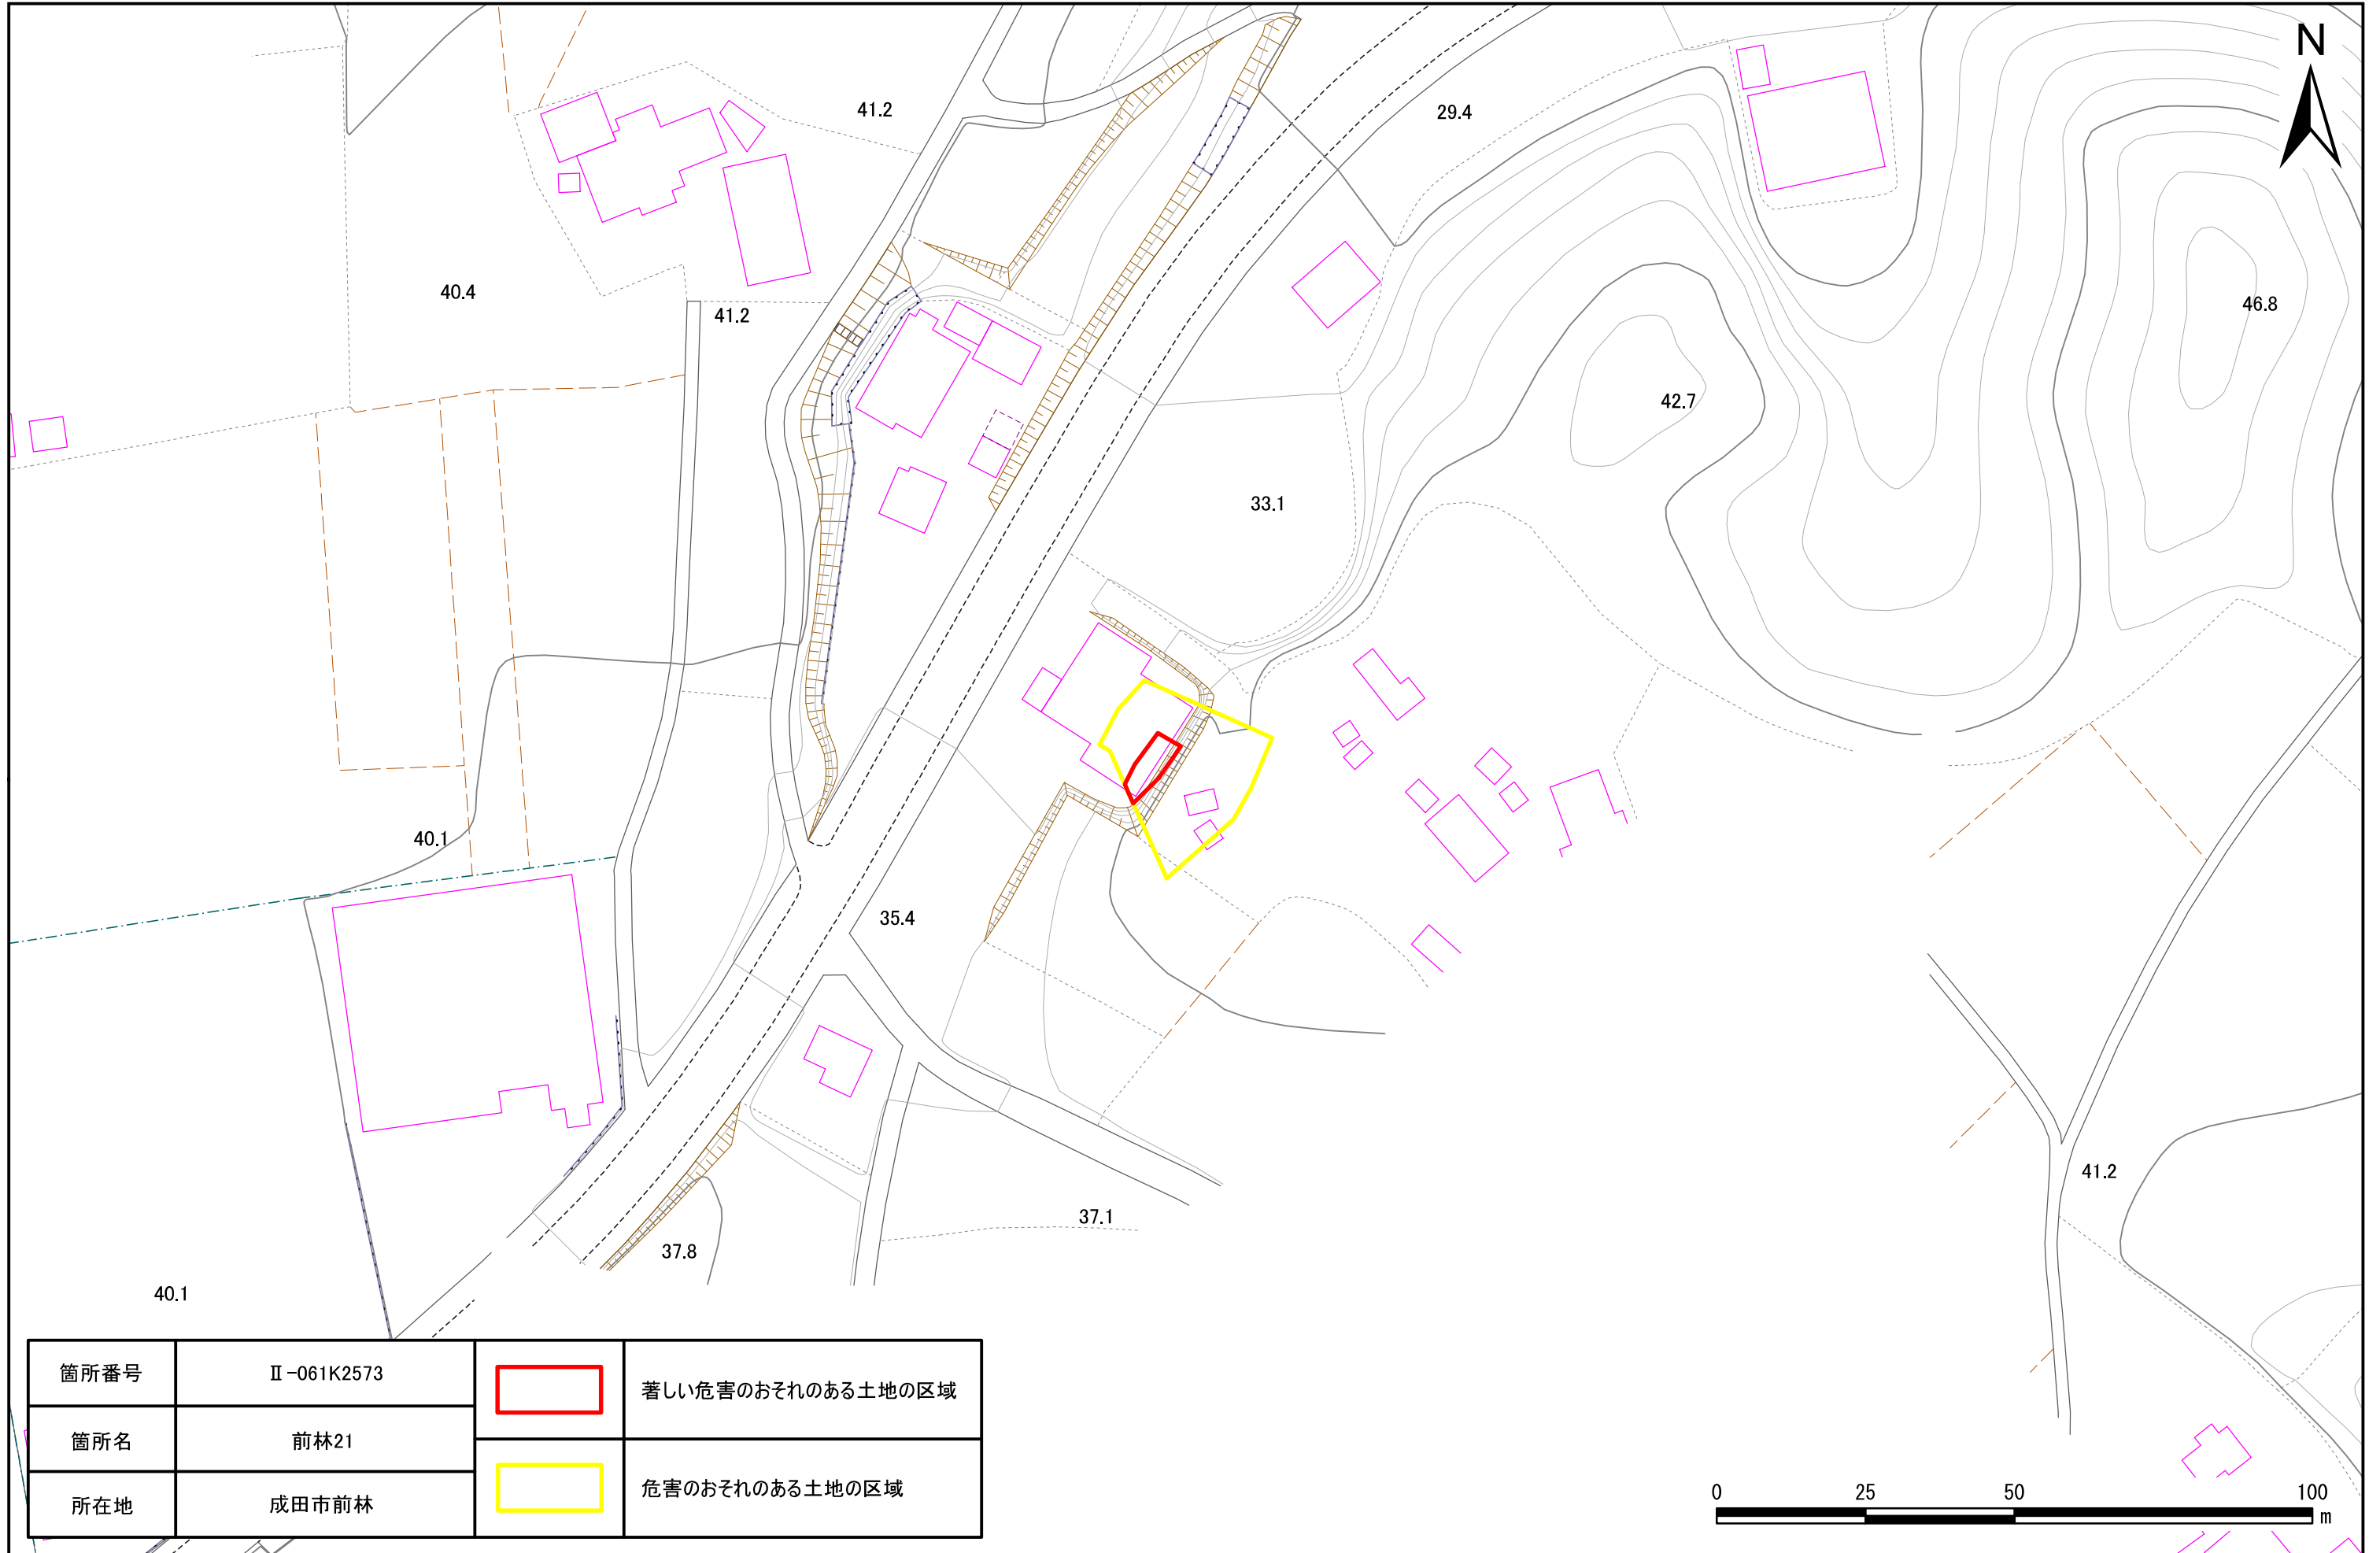 N
41.2
29.4
40.4
41.2
46.8
42.7
33.1
40.1
35.4
41.2
37.1
37.8
40.1
箇所番号 Ⅱ-061K2573
箇所名 前林21
所在地 成田市前林
著しい危害のおそれのある土地の区域
危害のおそれのある土地の区域
0 25 50 100
m